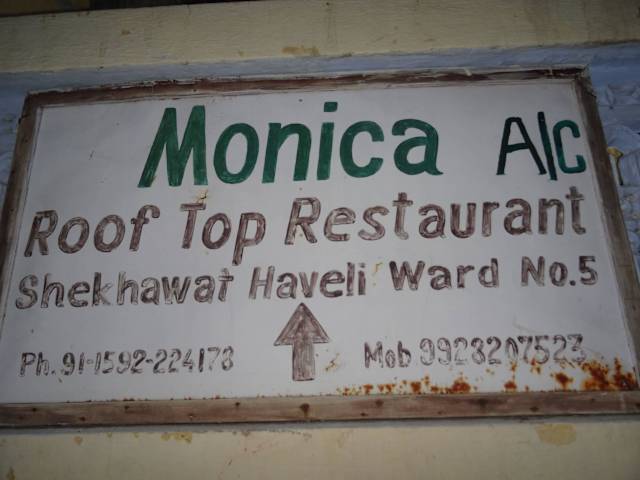 Monica A/C
Roof Top Restaurant
Shekhawat Haveli Ward No.5
Ph. 91-1592-224178 Mob 9928207523